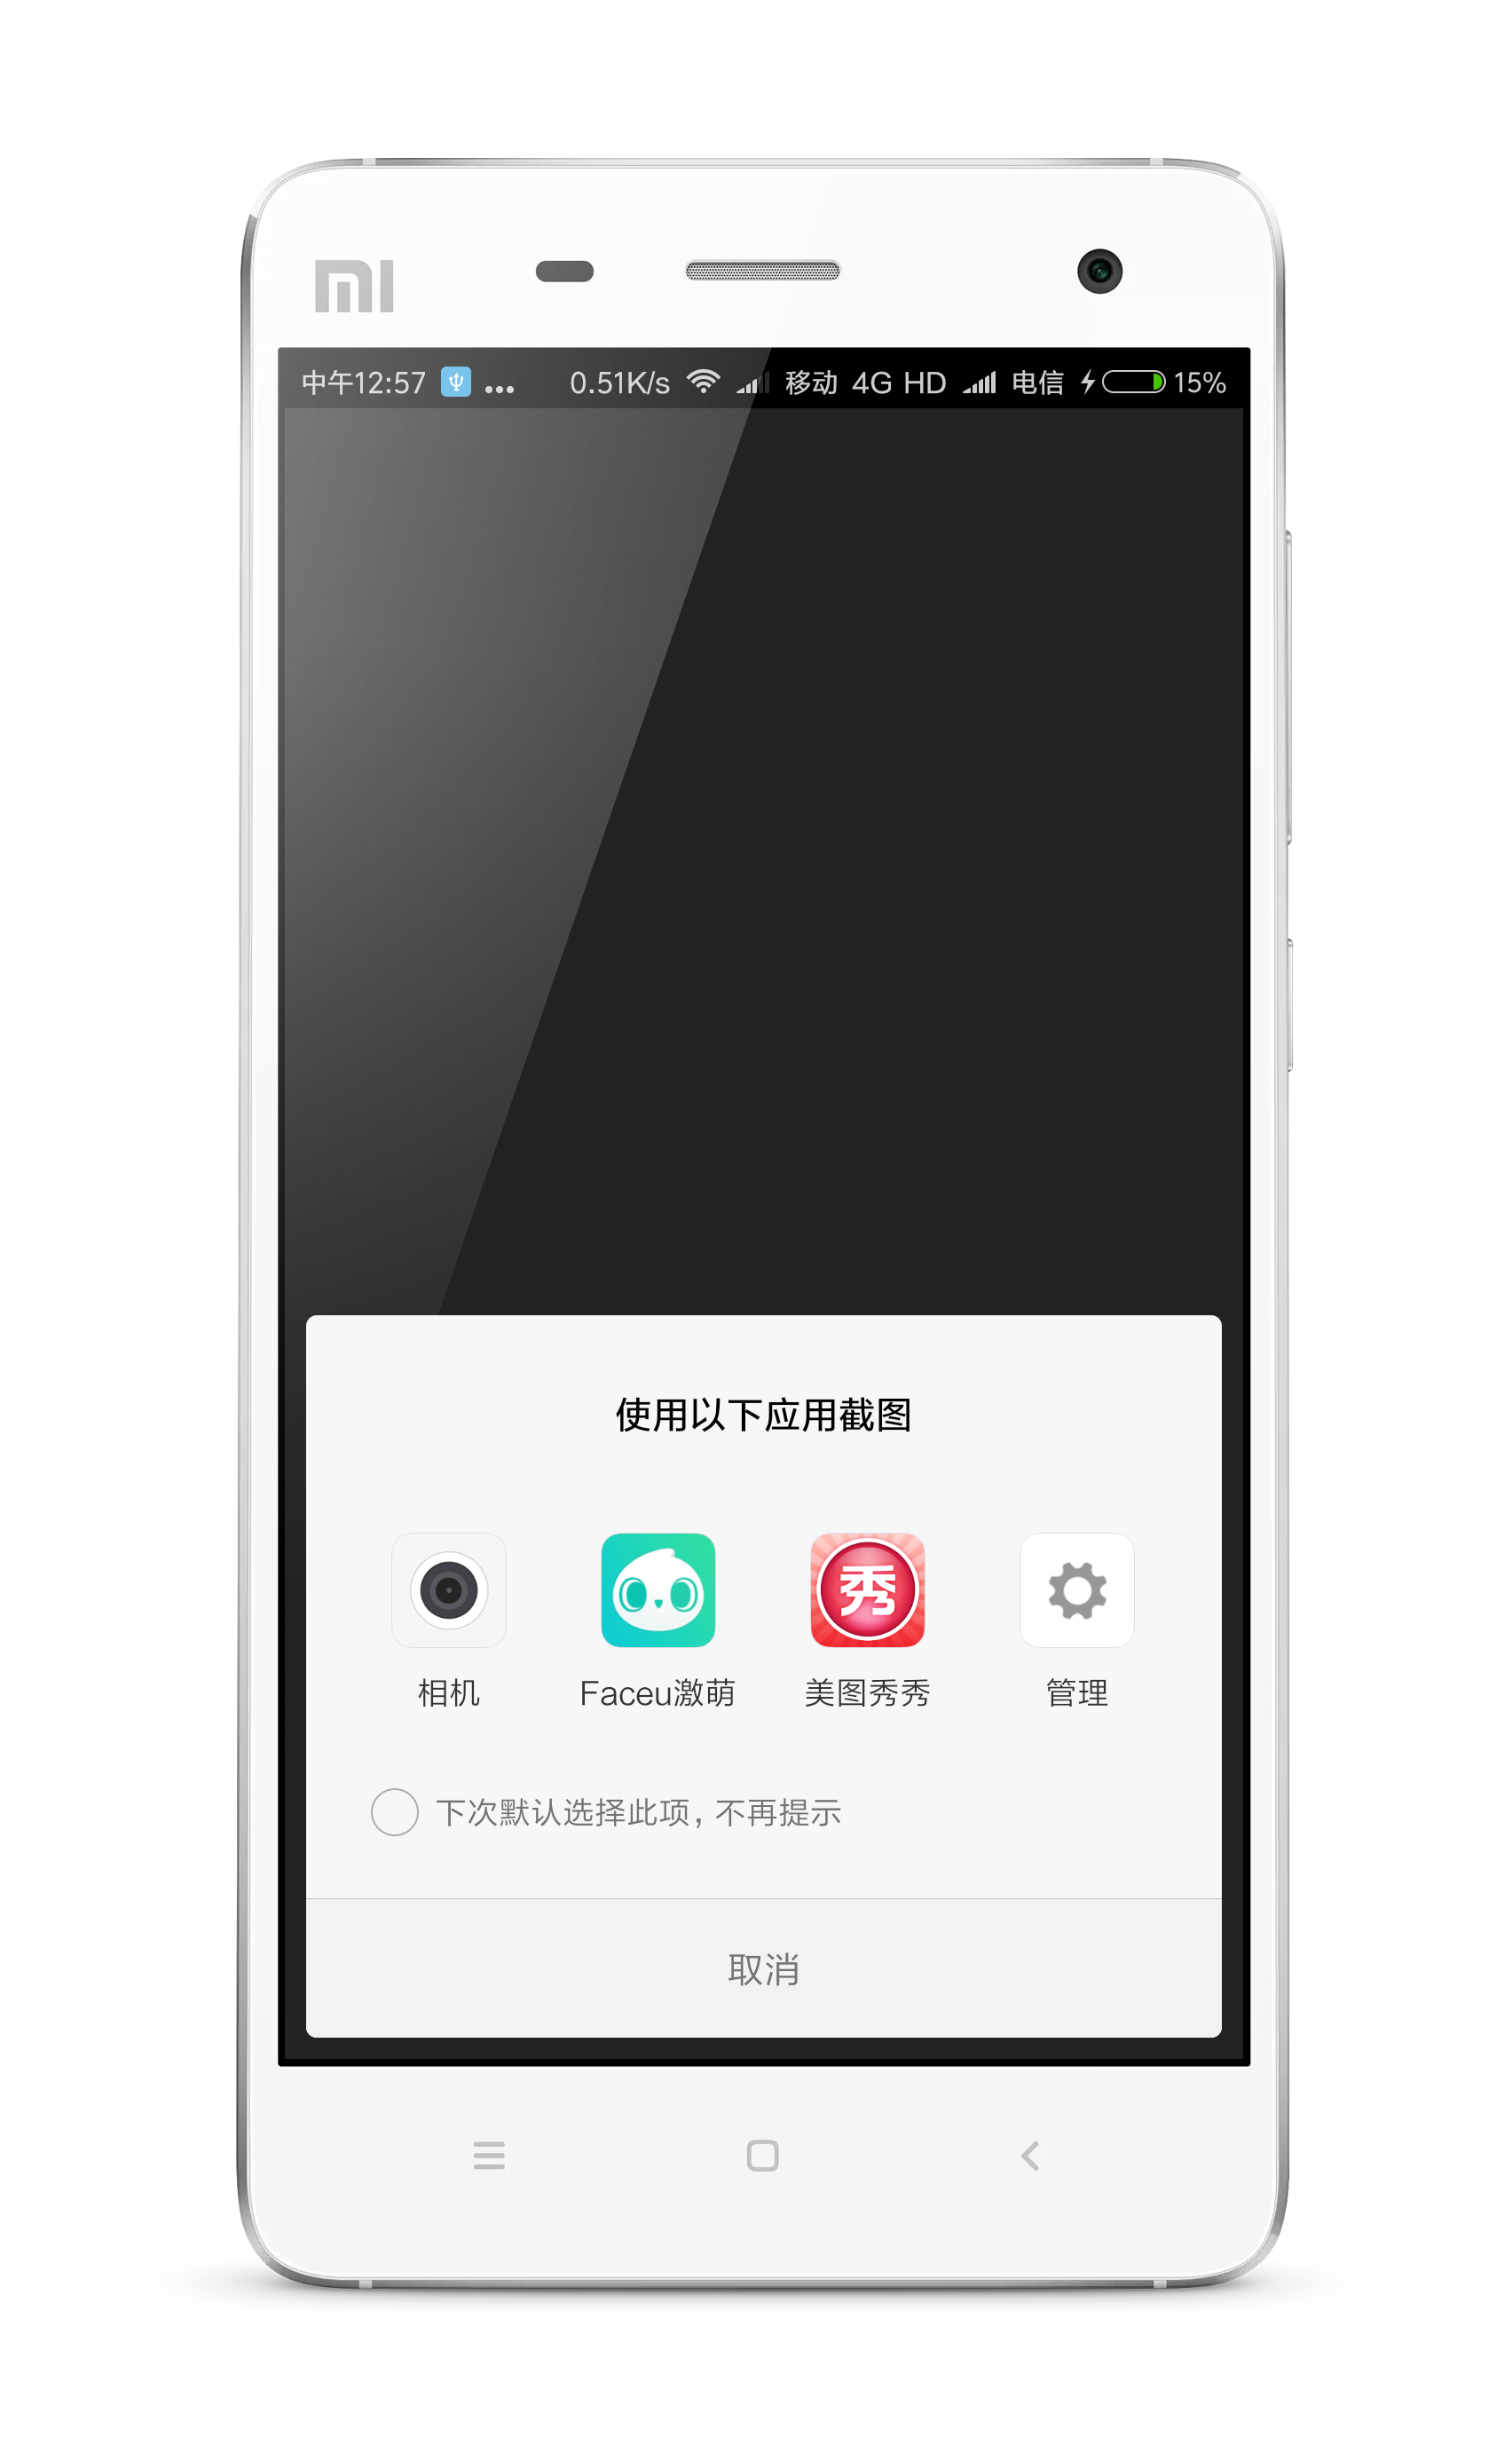 MI
中午12:57 ... 0.51K/s 移动 4G HD 电信 15%
使用以下应用截图
秀
相机 Faceu激萌 美图秀秀 管理
下次默认选择此项，不再提示
取消